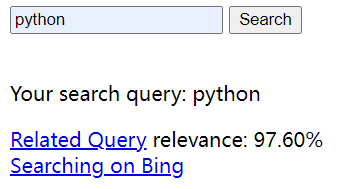 python Search
Your search query: python
Related Query relevance: 97.60%
Searching on Bing